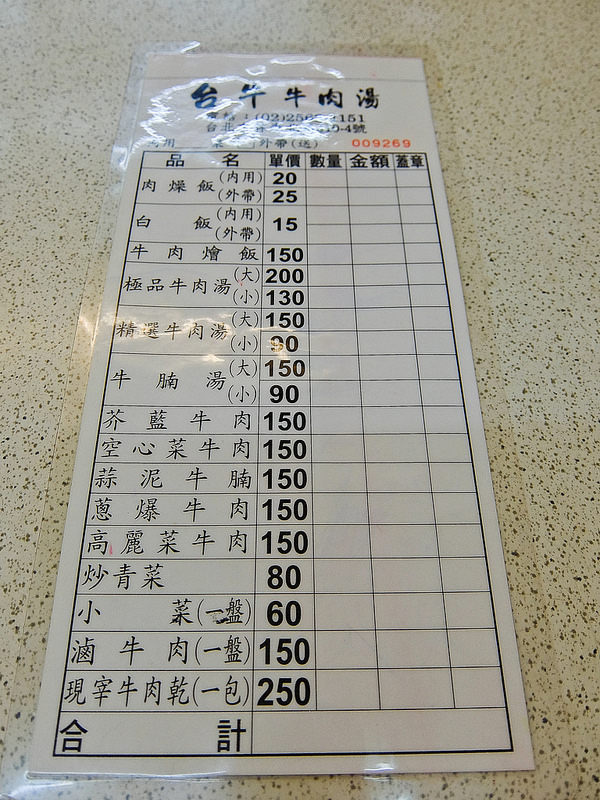 台牛牛肉湯
009269
品名 單價 數量 金額 蓋章
肉燥飯(內用) 20
(外帶) 25
白飯(內用) 15
(外帶)
牛肉燴飯 150
極品牛肉湯(大) 200
(小) 130
精選牛肉湯(大) 150
(小) 90
牛腩湯(大) 150
(小) 90
芥藍牛肉 150
空心菜牛肉 150
蒜泥牛腩 150
蔥爆牛肉 150
高麗菜牛肉 150
炒青菜 80
小菜(一盤) 60
滷牛肉(一盤) 150
現宰牛肉乾(一包) 250
合計